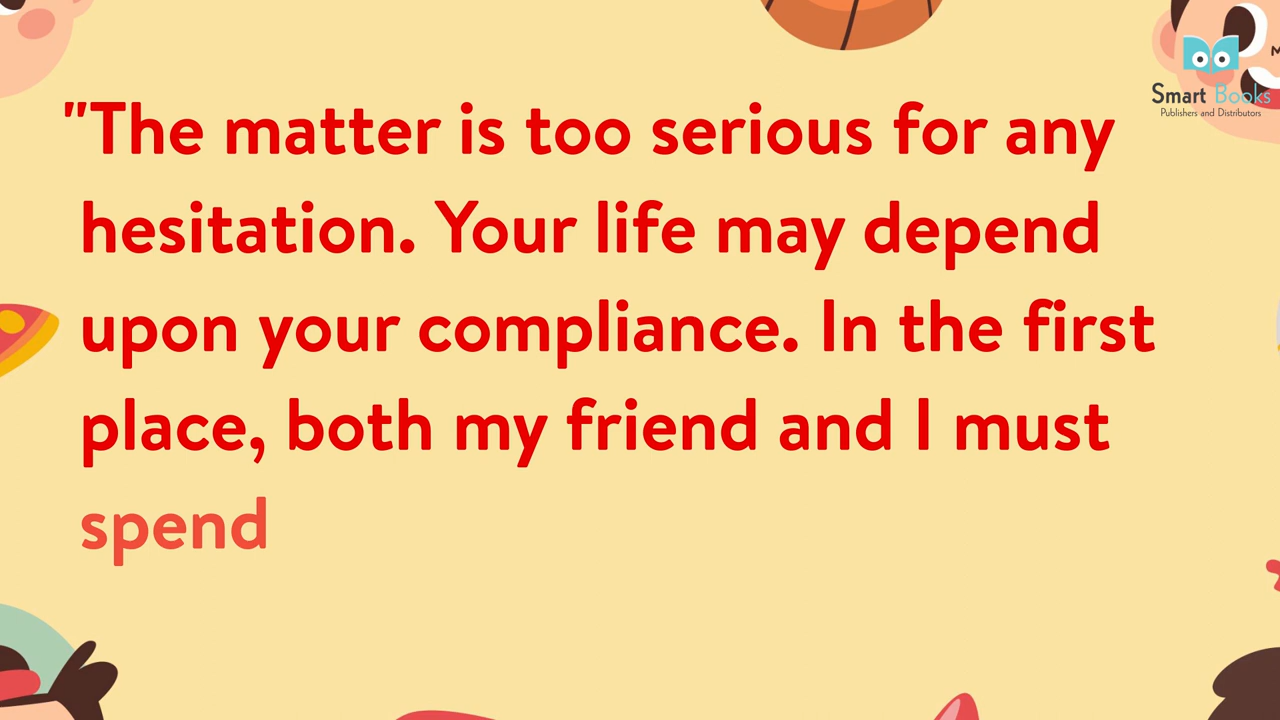 "The matter is too serious for any
hesitation. Your life may depend
upon your compliance. In the first
place, both my friend and I must
spend
Smart Books
Publishers and Distributors